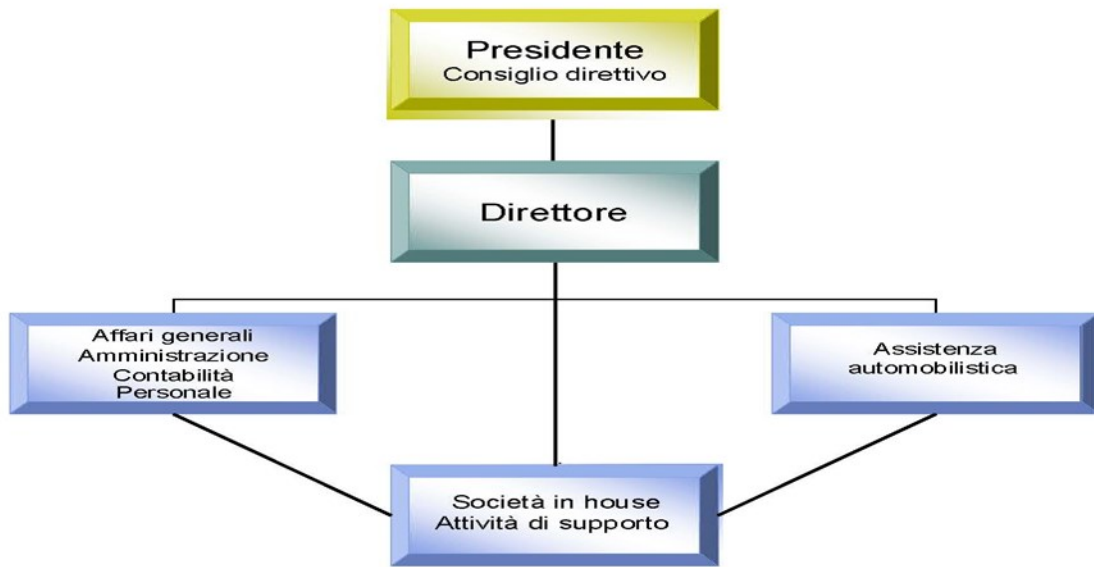 Presidente
Consiglio direttivo
Direttore
Affari generali
Amministrazione
Contabilità
Personale
Assistenza
automobilistica
Società in house
Attività di supporto